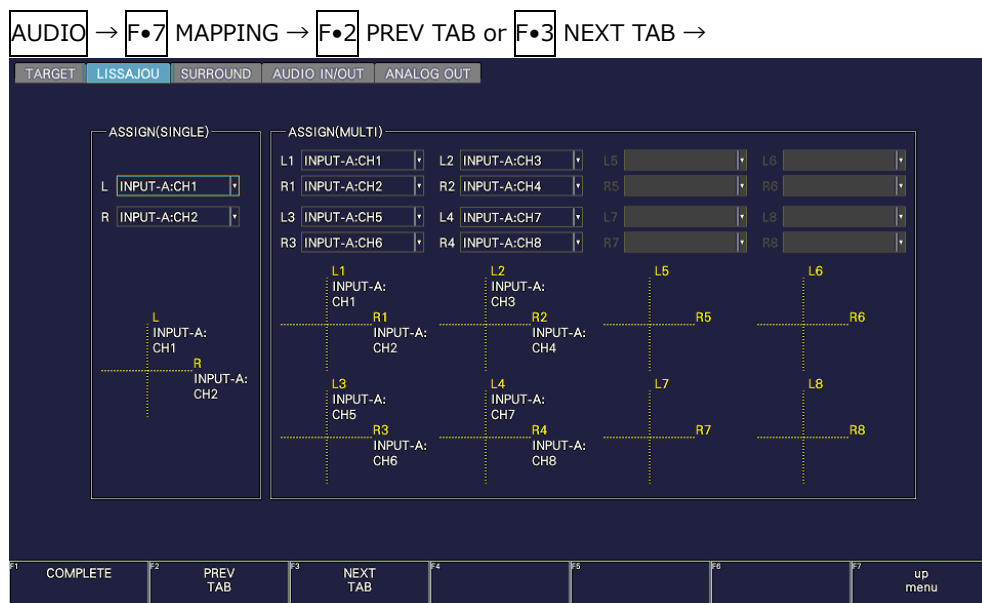 AUDIO → F•7 MAPPING → F•2 PREV TAB or F•3 NEXT TAB →
TARGET LISSAJOU SURROUND AUDIO IN/OUT ANALOG OUT
ASSIGN(SINGLE)
L INPUT-A:CH1
R INPUT-A:CH2
L
INPUT-A:
CH1
R
INPUT-A:
CH2
ASSIGN(MULTI)
L1 INPUT-A:CH1 L2 INPUT-A:CH3 L5 L6
R1 INPUT-A:CH2 R2 INPUT-A:CH4 R5 R6
L3 INPUT-A:CH5 L4 INPUT-A:CH7 L7 L8
R3 INPUT-A:CH6 R4 INPUT-A:CH8 R7 R8
L1 L2 L5 L6
INPUT-A: INPUT-A:
CH1 CH3
R1 R2 R5 R6
INPUT-A: INPUT-A:
CH2 CH4
L3 L4 L7 L8
INPUT-A: INPUT-A:
CH5 CH7
R3 R4 R7 R8
INPUT-A: INPUT-A:
CH6 CH8
F1 COMPLETE F2 PREV F3 NEXT F4 F5 F6 F7 up
TAB TAB menu